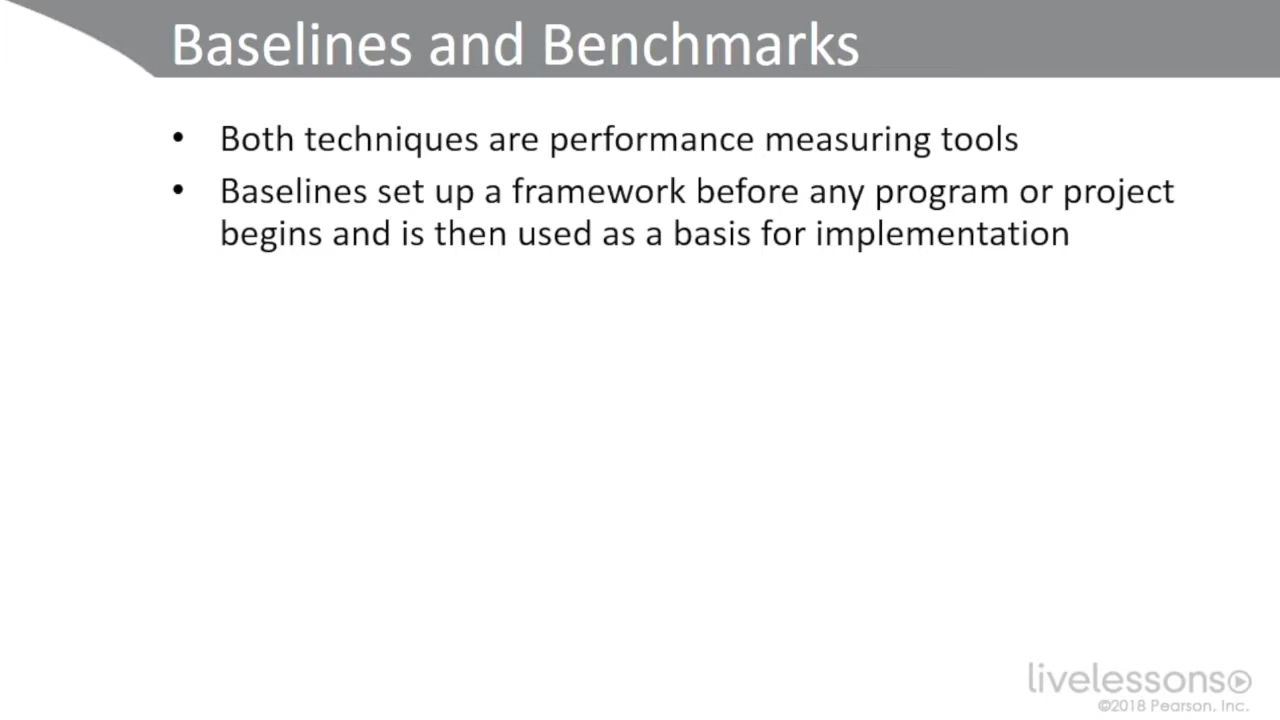 Baselines and Benchmarks
• Both techniques are performance measuring tools
• Baselines set up a framework before any program or project
begins and is then used as a basis for implementation
livelessons
©2018 Pearson, Inc.